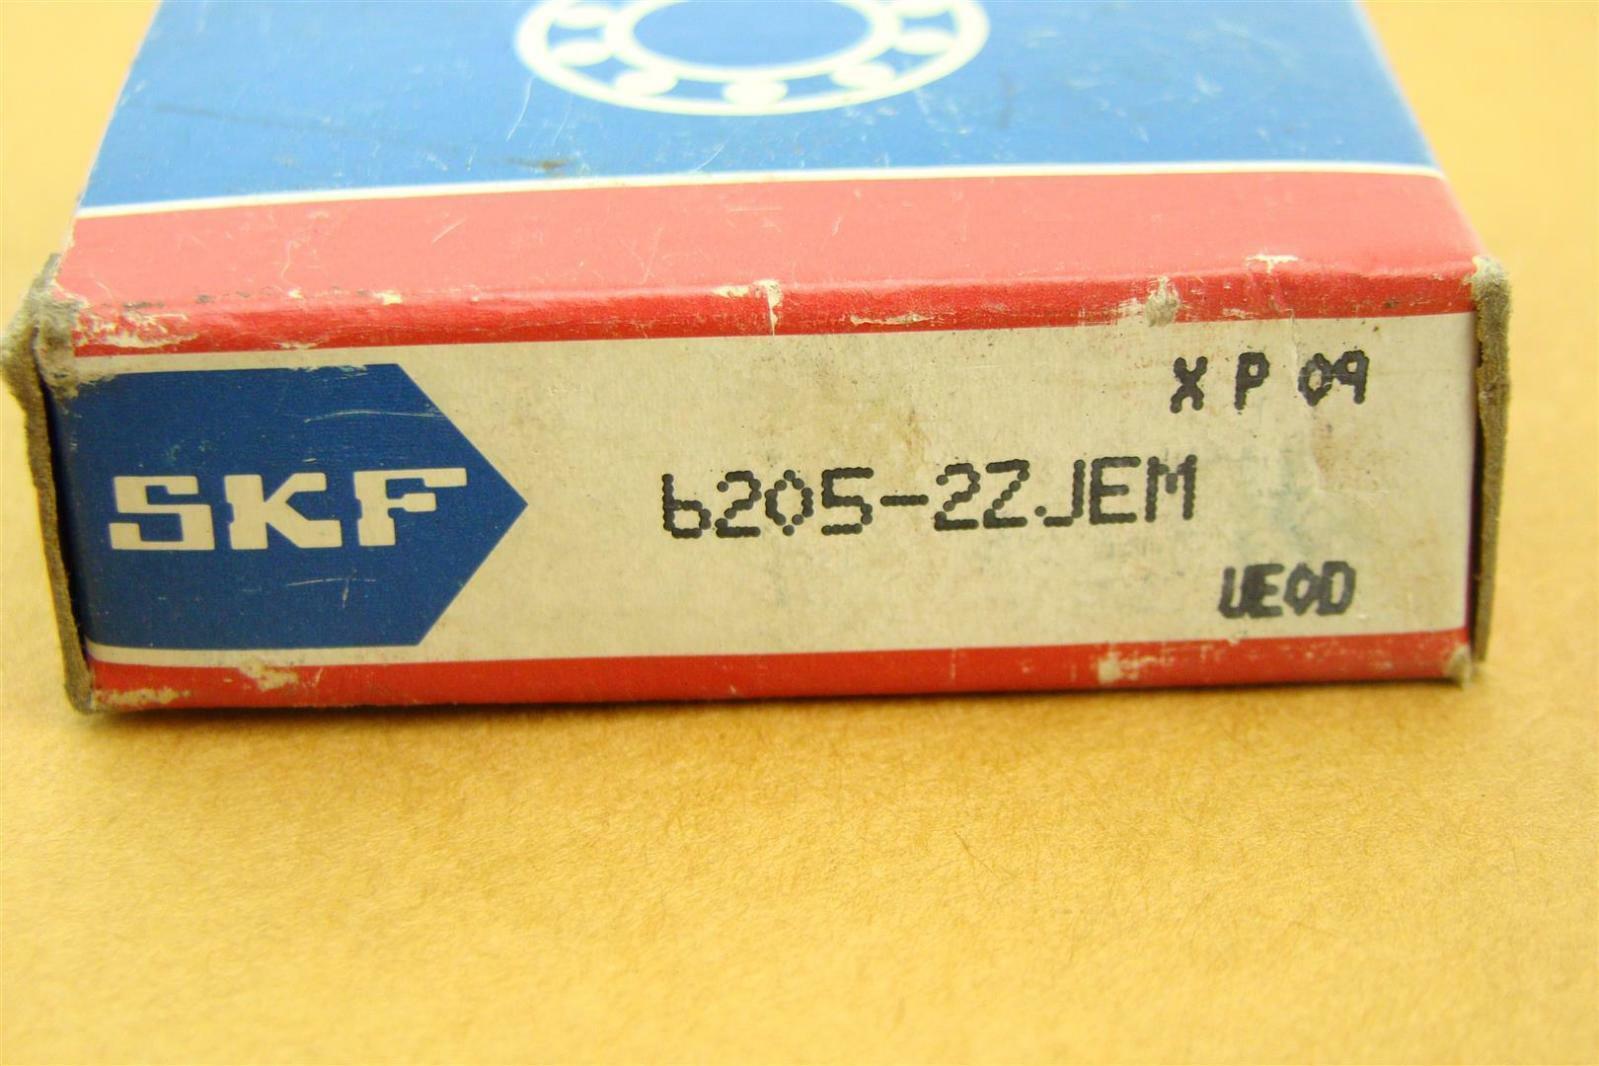 SKF
X P 09
6205-2ZJEM
UE0D